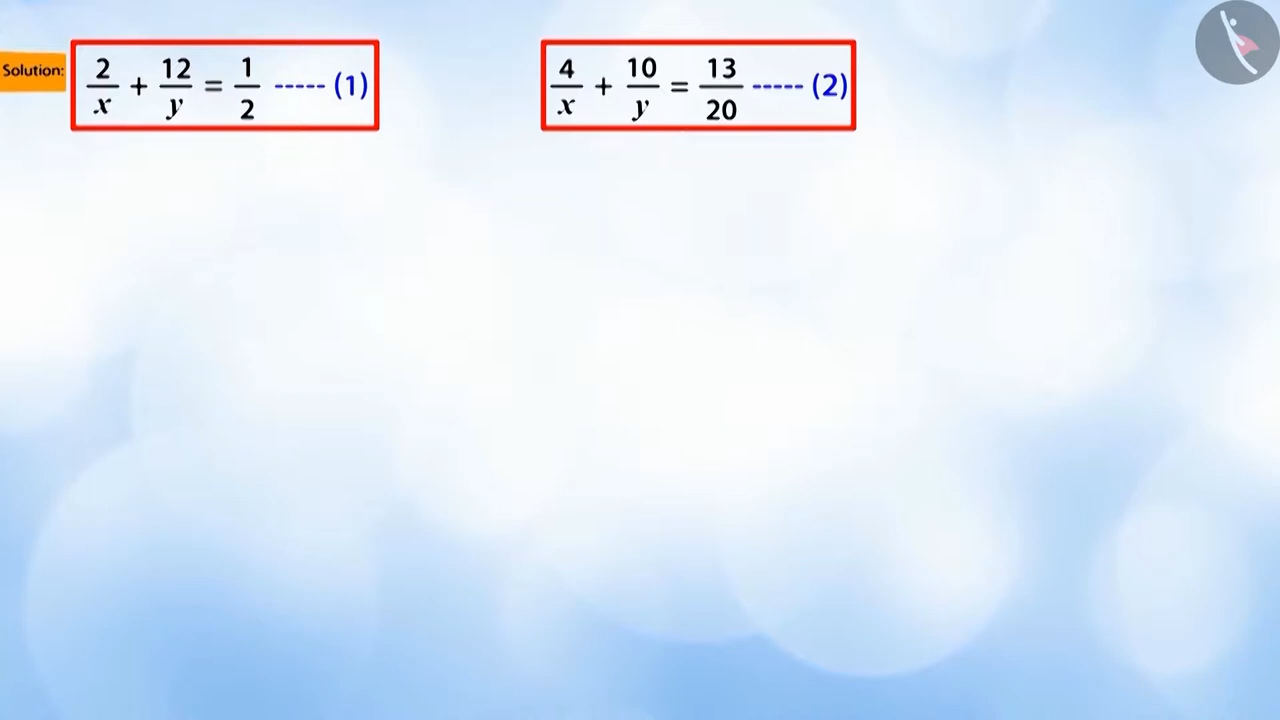 Solution:
2/x + 12/y = 1/2 ----- (1)
4/x + 10/y = 13/20 ----- (2)